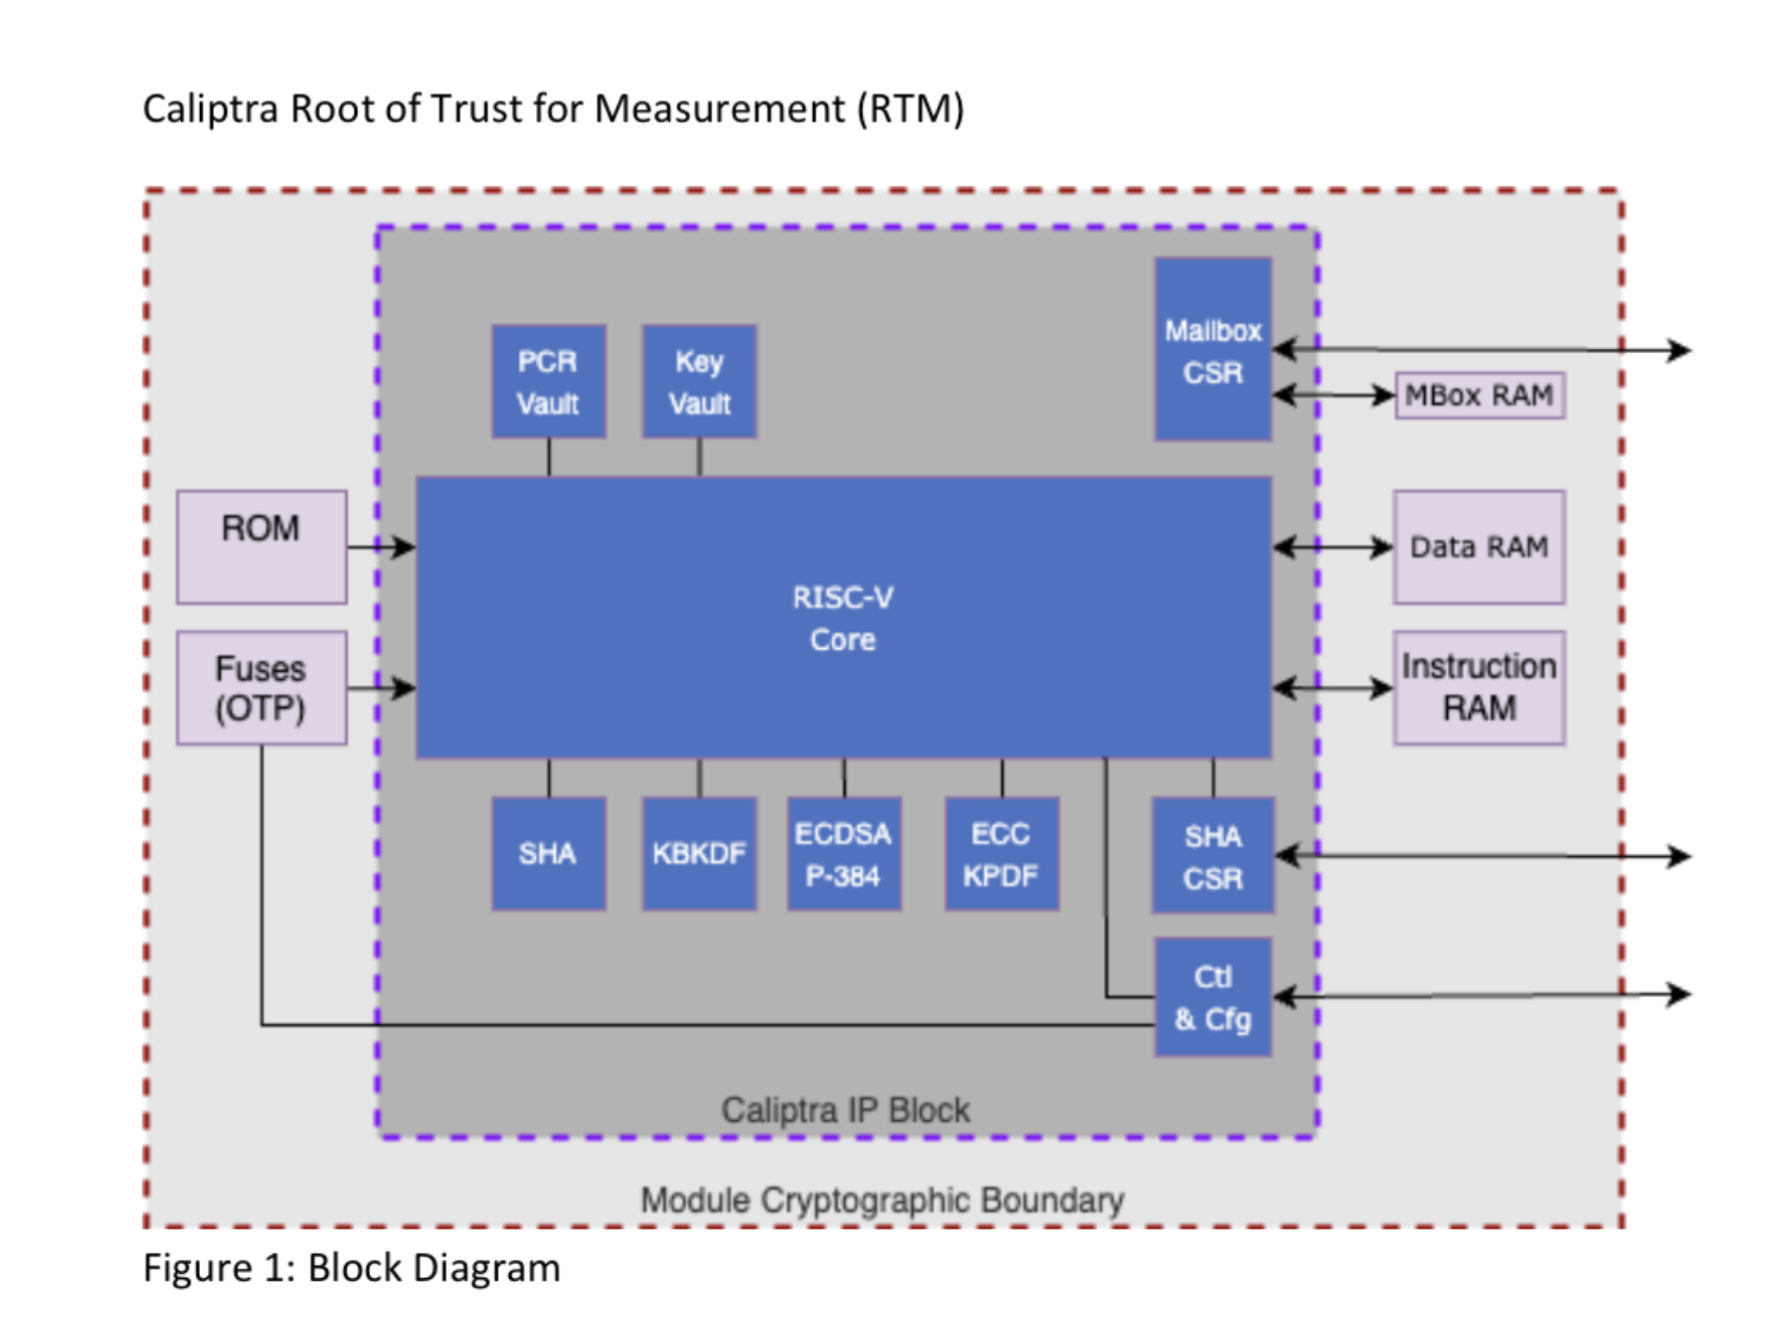 Caliptra Root of Trust for Measurement (RTM)
PCR
Vault
Key
Vault
Mailbox
CSR
MBox RAM
ROM
Data RAM
RISC-V
Core
Fuses
(OTP)
Instruction
RAM
SHA
KBKDF
ECDSA
P-384
ECC
KPDF
SHA
CSR
Ctl
& Cfg
Caliptra IP Block
Module Cryptographic Boundary
Figure 1: Block Diagram